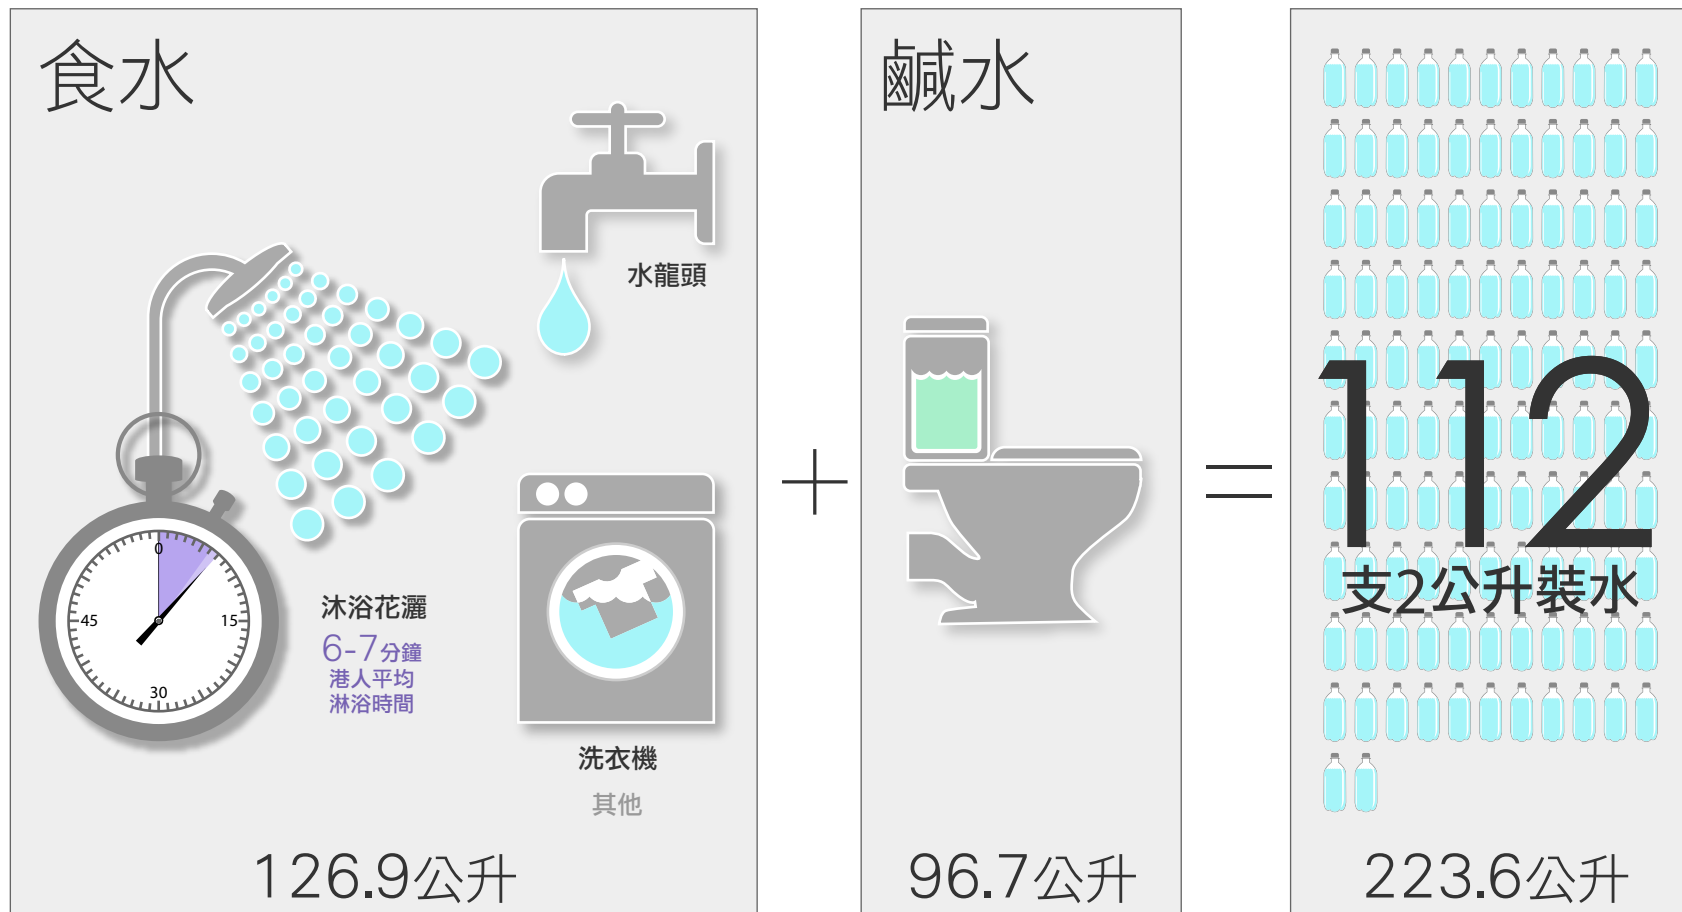 食水
水龍頭
0
15
30
45
沐浴花灑
6-7分鐘
港人平均
淋浴時間
洗衣機
其他
126.9公升
+
鹹水
96.7公升
=
112
支2公升裝水
223.6公升